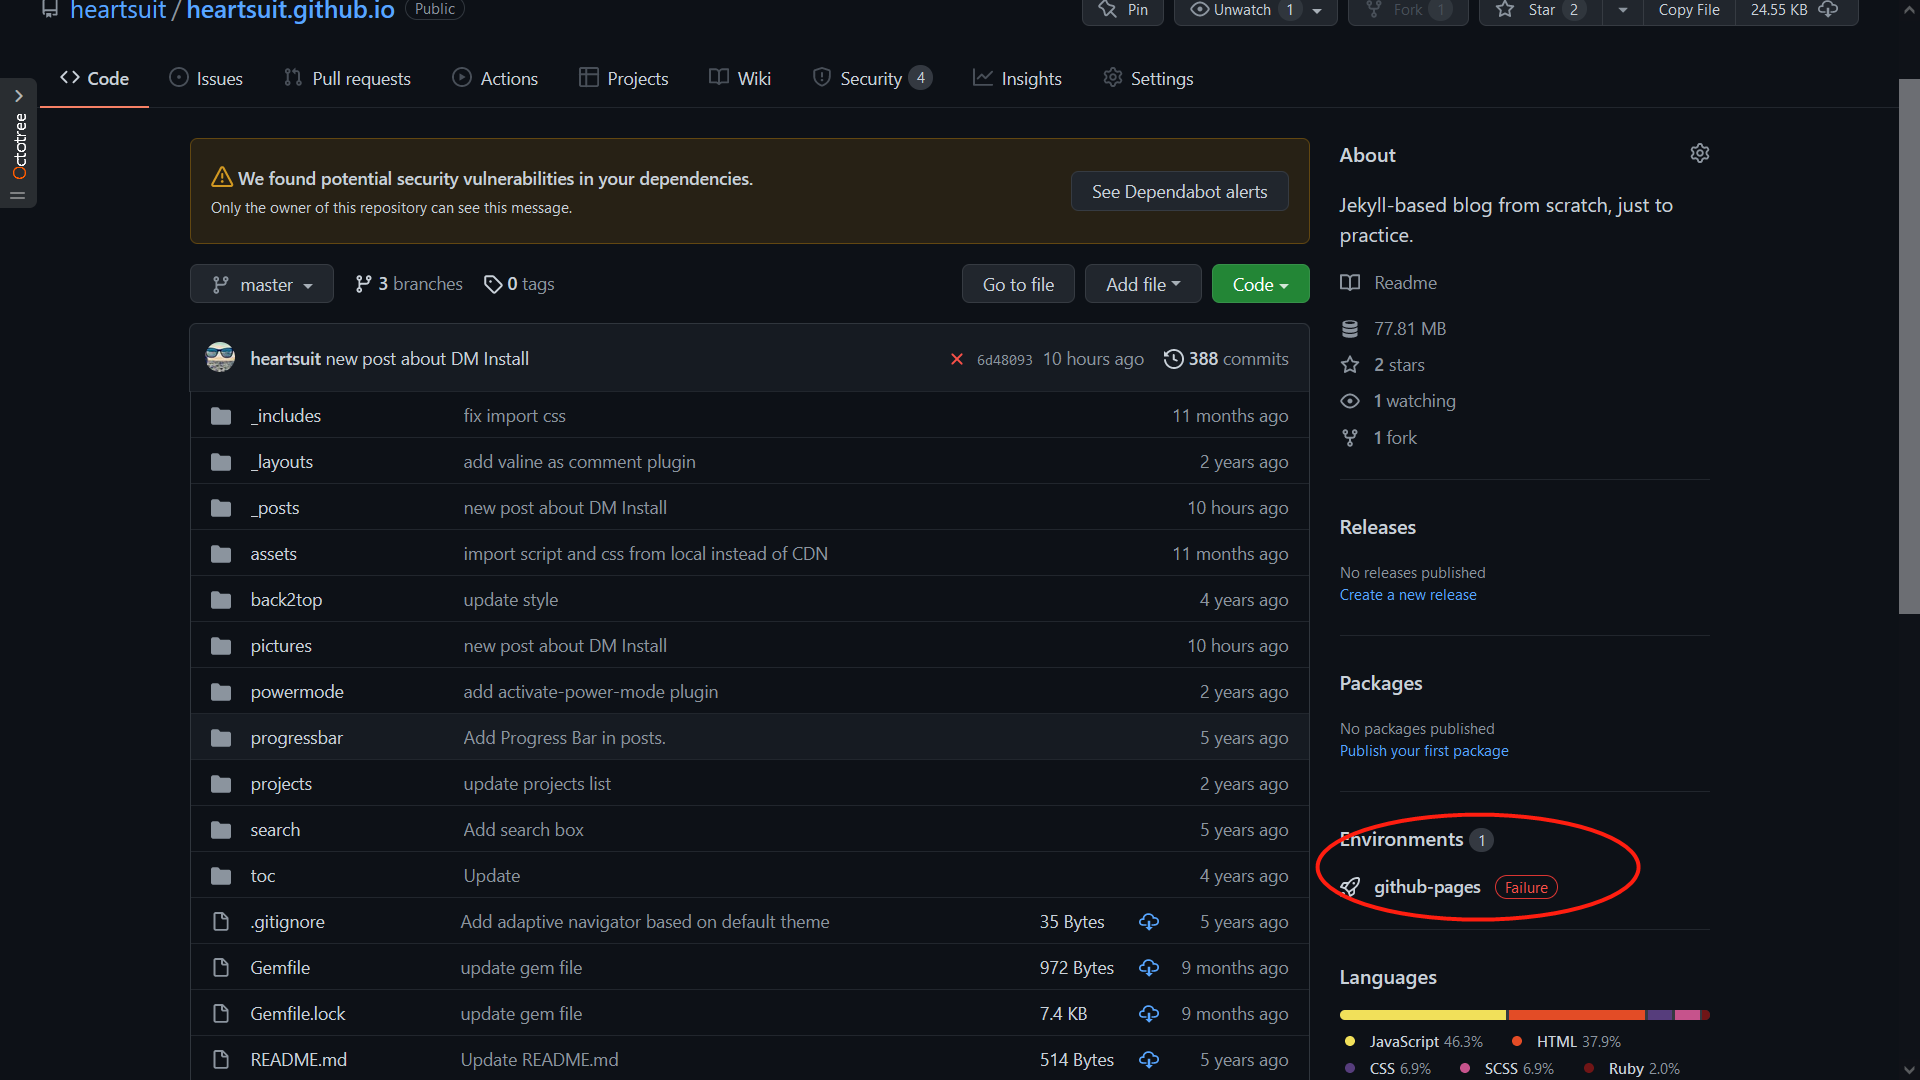 heartsuit / heartsuit.github.io Public
Pin Unwatch 1 Fork 1 Star 2 Copy File 24.55 KB
Code Issues Pull requests Actions Projects Wiki Security 4 Insights Settings
Octotree
We found potential security vulnerabilities in your dependencies.
Only the owner of this repository can see this message.
See Dependabot alerts
master 3 branches 0 tags Go to file Add file Code
heartsuit new post about DM Install 6d48093 10 hours ago 388 commits
_includes fix import css 11 months ago
_layouts add valine as comment plugin 2 years ago
_posts new post about DM Install 10 hours ago
assets import script and css from local instead of CDN 11 months ago
back2top update style 4 years ago
pictures new post about DM Install 10 hours ago
powermode add activate-power-mode plugin 2 years ago
progressbar Add Progress Bar in posts. 5 years ago
projects update projects list 2 years ago
search Add search box 5 years ago
toc Update 4 years ago
.gitignore Add adaptive navigator based on default theme 35 Bytes 5 years ago
Gemfile update gem file 972 Bytes 9 months ago
Gemfile.lock update gem file 7.4 KB 9 months ago
README.md Update README.md 514 Bytes 5 years ago
About
Jekyll-based blog from scratch, just to
practice.
Readme
77.81 MB
2 stars
1 watching
1 fork
Releases
No releases published
Create a new release
Packages
No packages published
Publish your first package
Environments 1
github-pages Failure
Languages
JavaScript 46.3% HTML 37.9%
CSS 6.9% SCSS 6.9% Ruby 2.0%